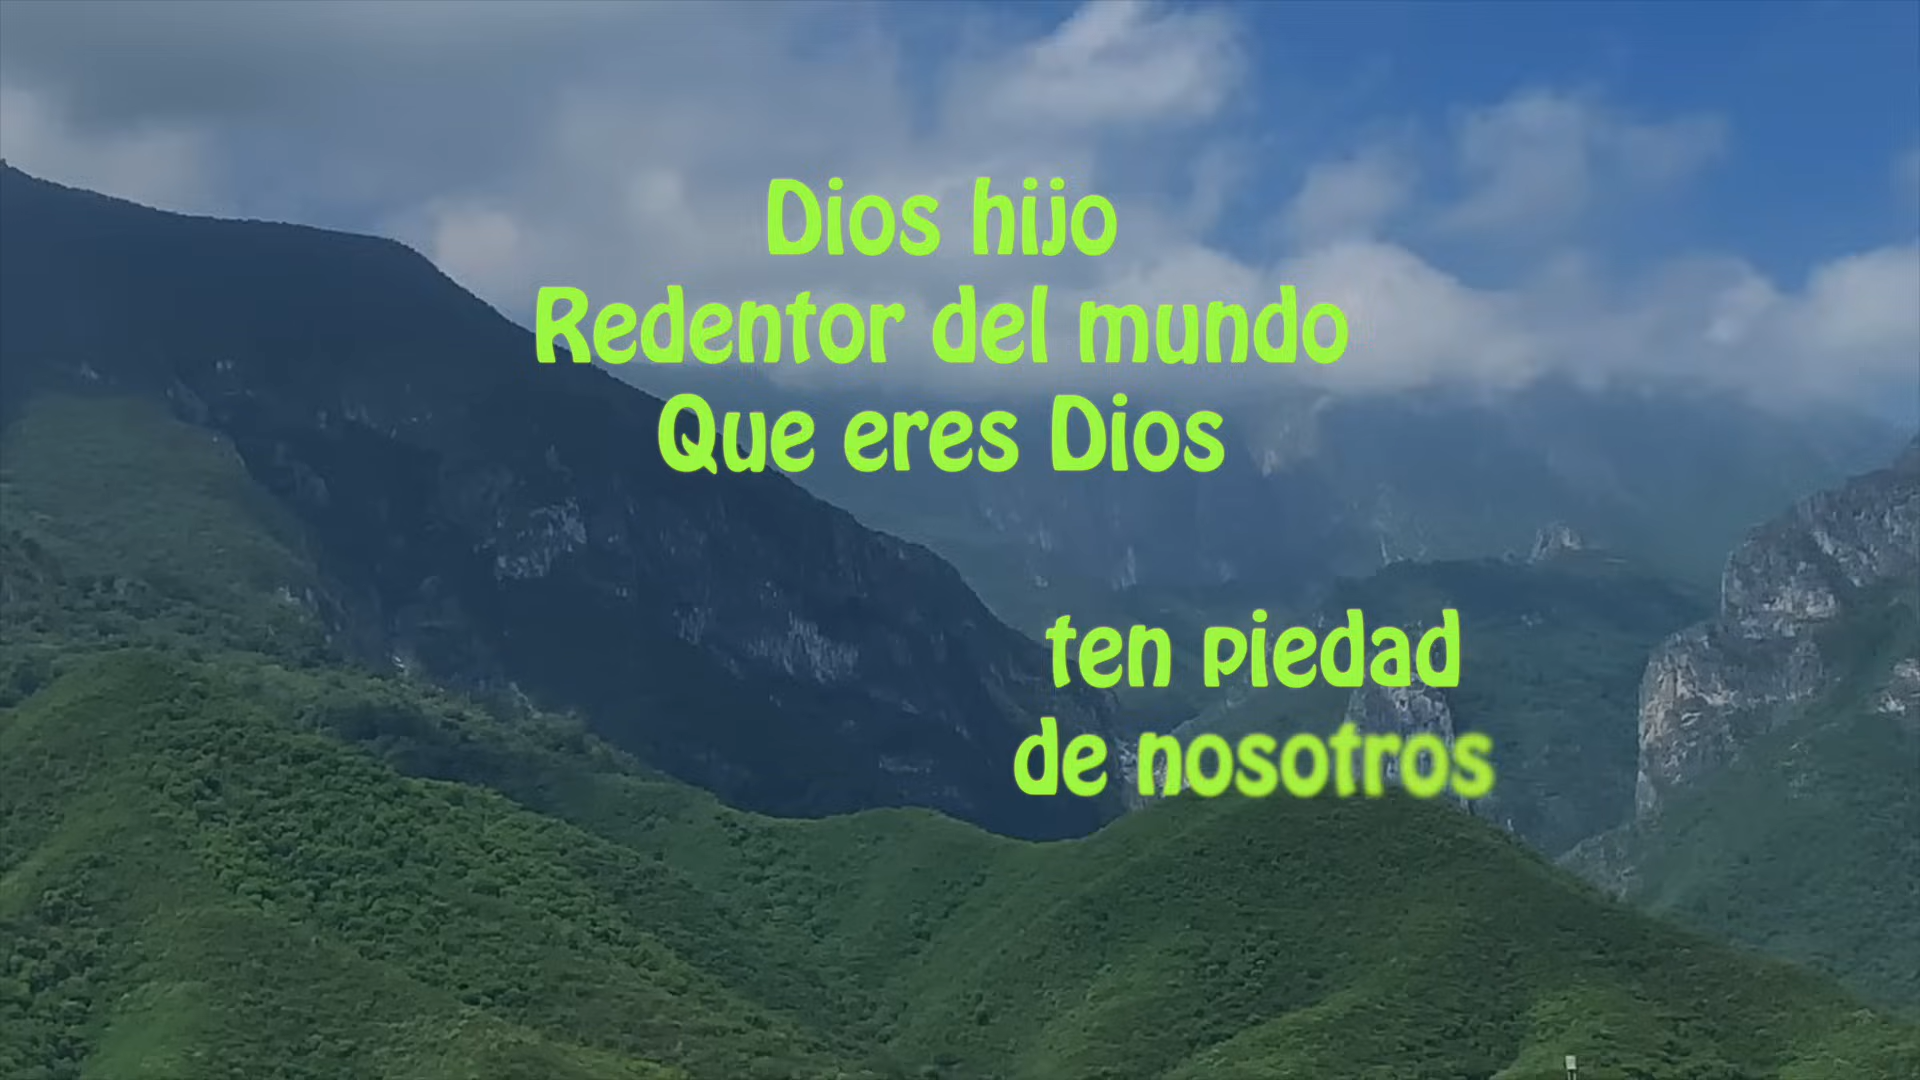 Dios hijo
Redentor del mundo
Que eres Dios
ten piedad
de nosotros